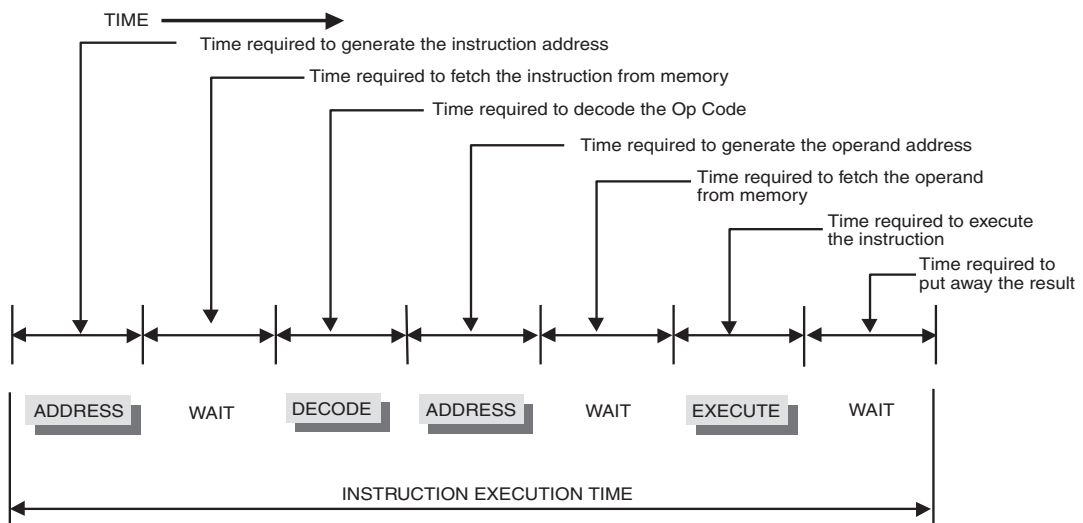 TIME
Time required to generate the instruction address
Time required to fetch the instruction from memory
Time required to decode the Op Code
Time required to generate the operand address
Time required to fetch the operand
from memory
Time required to execute
the instruction
Time required to
put away the result
ADDRESS
WAIT
DECODE
ADDRESS
WAIT
EXECUTE
WAIT
INSTRUCTION EXECUTION TIME